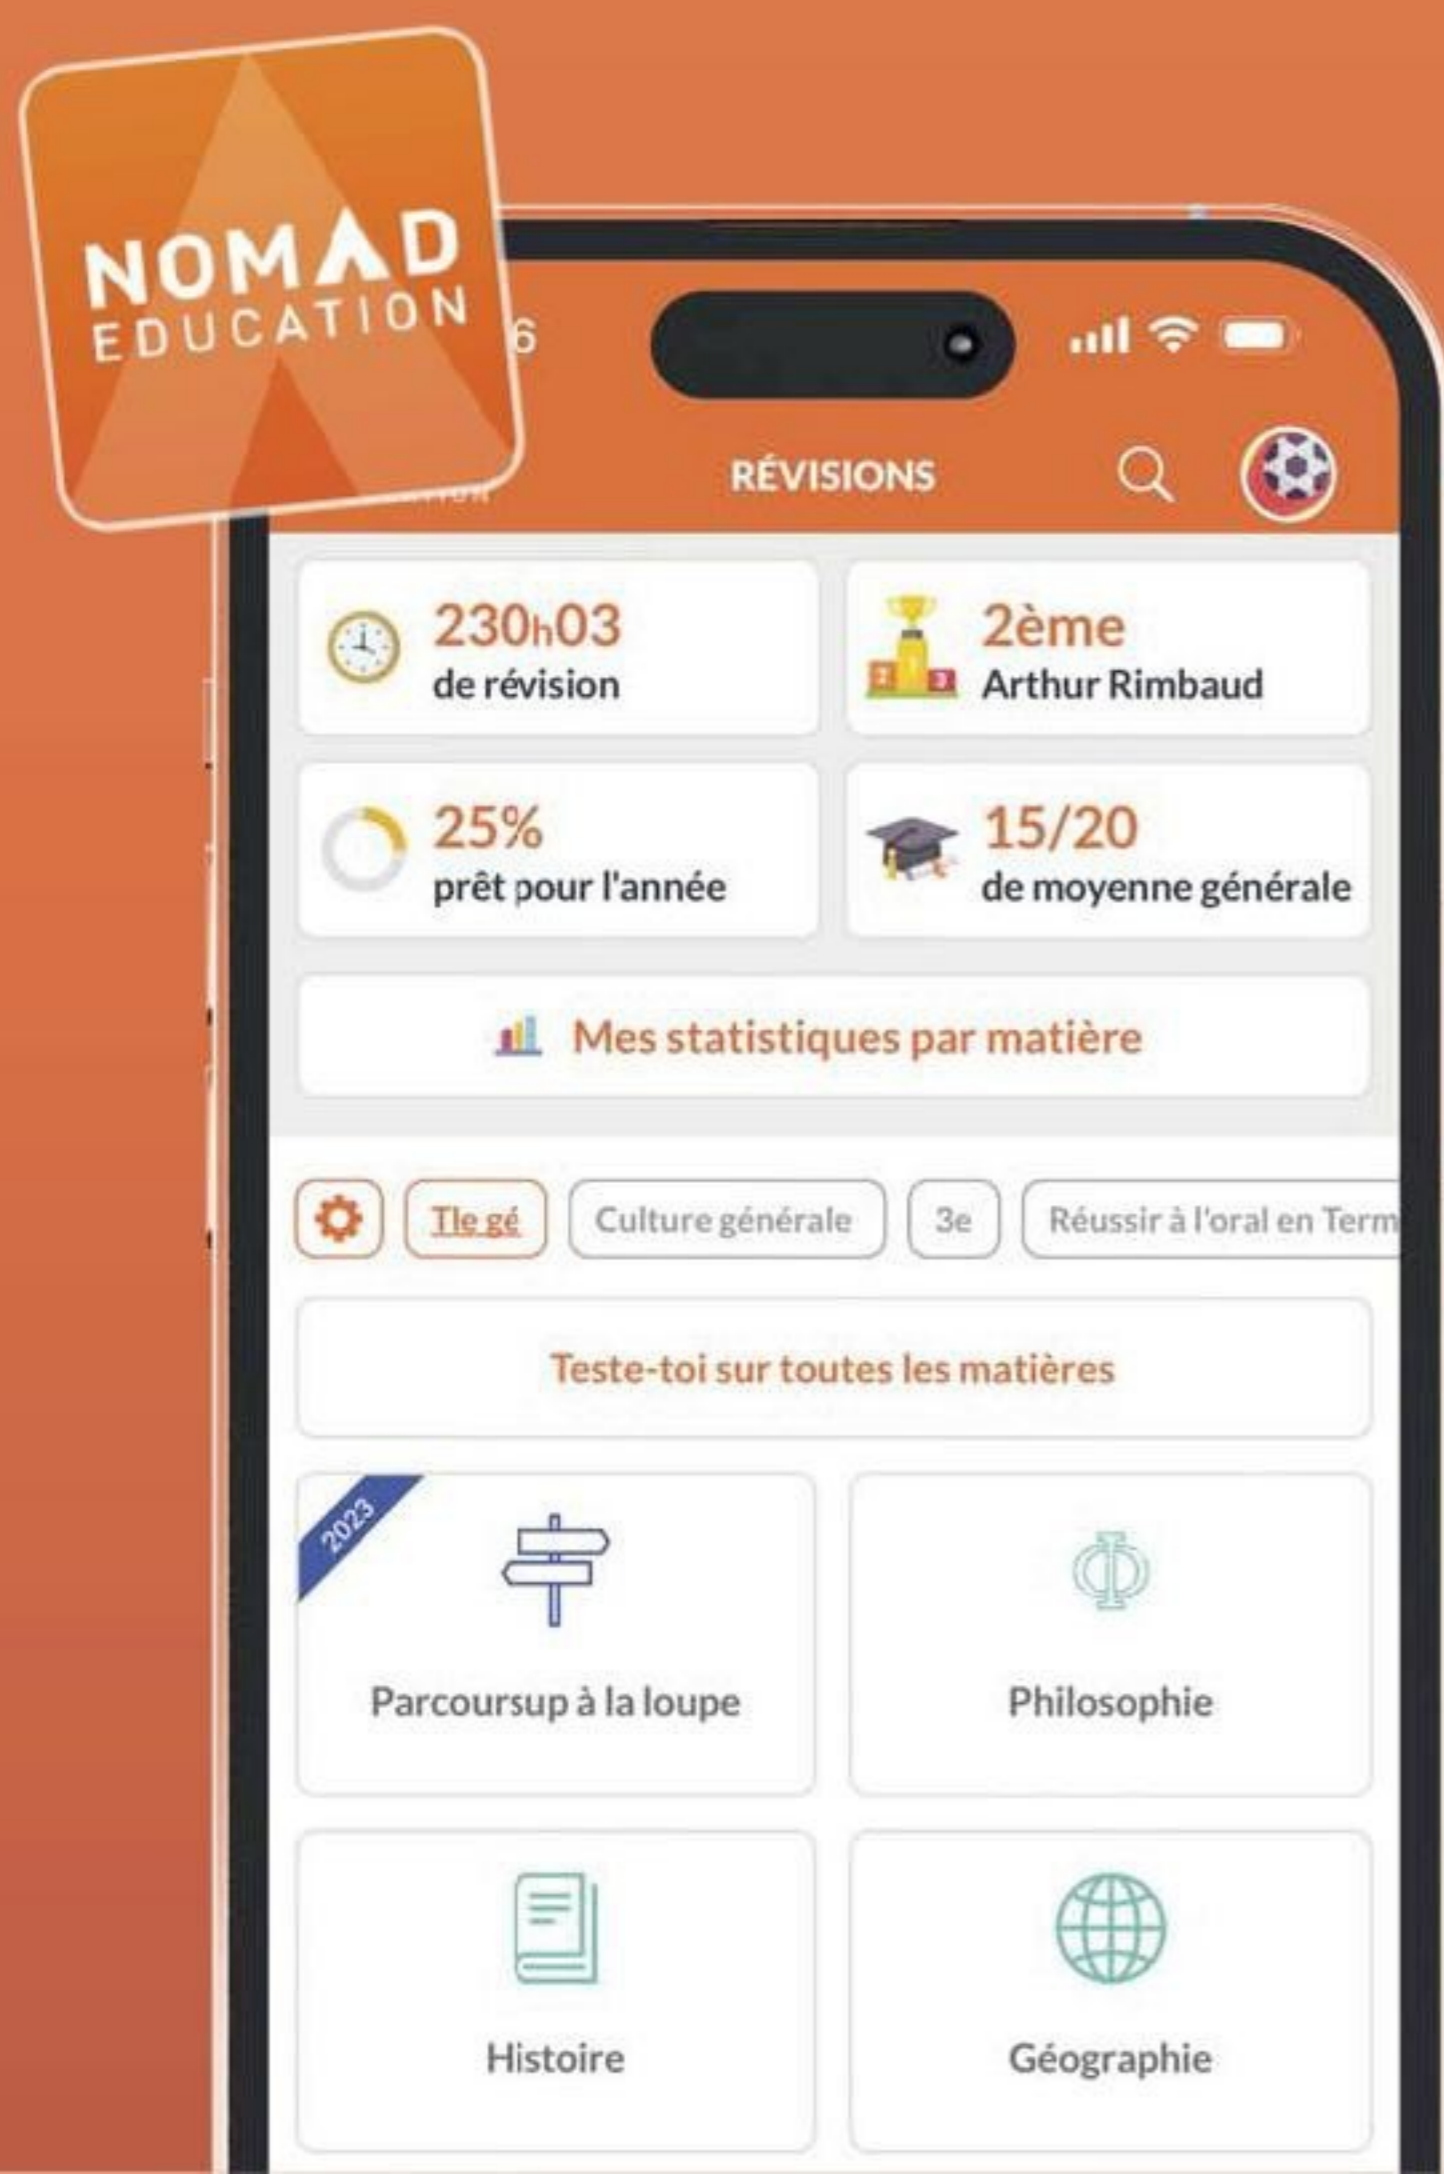 NOMAD
EDUCATION
6
RÉVISIONS
230h03
de révision
2ème
Arthur Rimbaud
25%
prêt pour l'année
15/20
de moyenne générale
Mes statistiques par matière
Tle gé
Culture générale
3e
Réussir à l'oral en Term
Teste-toi sur toutes les matières
2023
Parcoursup à la loupe
Philosophie
Histoire
Géographie